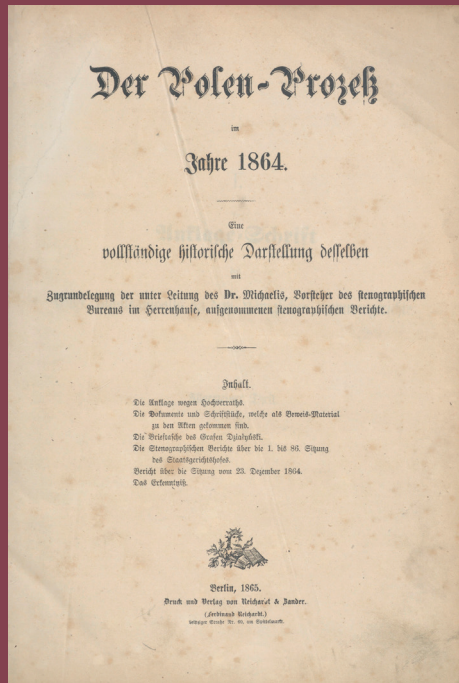 Der Polen-Prozeß
im
Jahre 1864.
Eine
vollständige historische Darstellung desselben
mit
Zugrundelegung der unter Leitung des Dr. Michaelis, Vorsteher des stenographischen
Bureaus im Herrenhause, aufgenommenen stenographischen Berichte.
Inhalt.
Die Anklage wegen Hochverraths.
Die Dokumente und Schriftstücke, welche als Beweis-Material
zu den Akten gekommen sind.
Die Brieftasche des Grafen Działyński.
Die Stenographischen Berichte über die 1. bis 86. Sitzung
des Staatsgerichtshofes.
Bericht über die Sitzung vom 23. Dezember 1864.
Das Erkenntniß.
Berlin, 1865.
Druck und Verlag von Reichardt & Zander.
(Ferdinand Reichardt.)